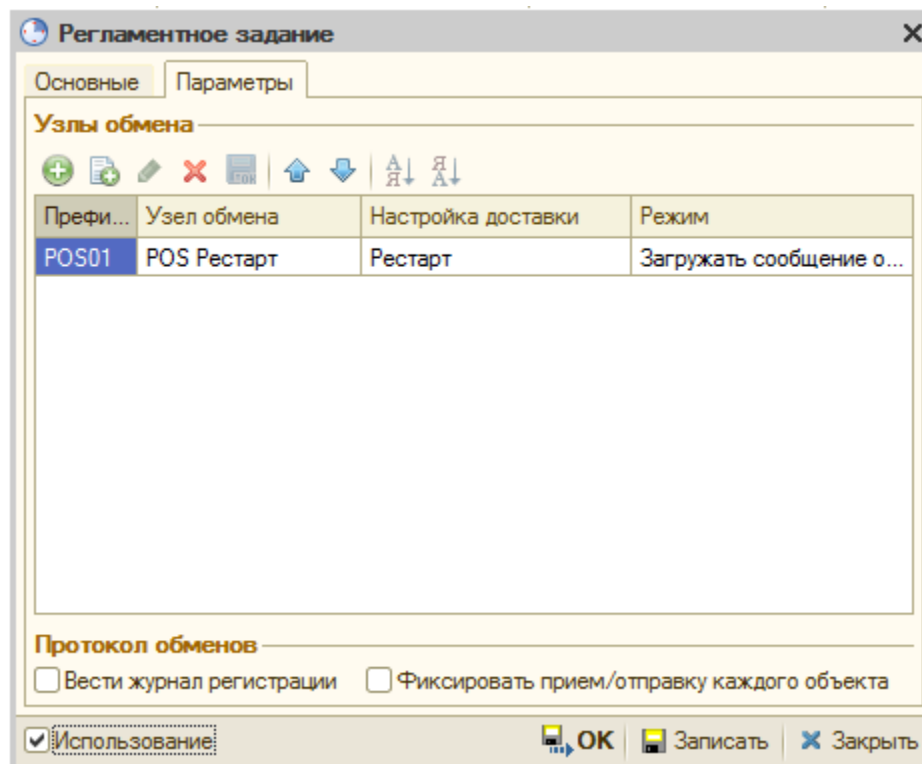 Регламентное задание
Основные Параметры
Узлы обмена
Префи... Узел обмена Настройка доставки Режим
POS01 POS Рестарт Рестарт Загружать сообщение о...
Протокол обменов
Вести журнал регистрации Фиксировать прием/отправку каждого объекта
Использование OK Записать Закрыть